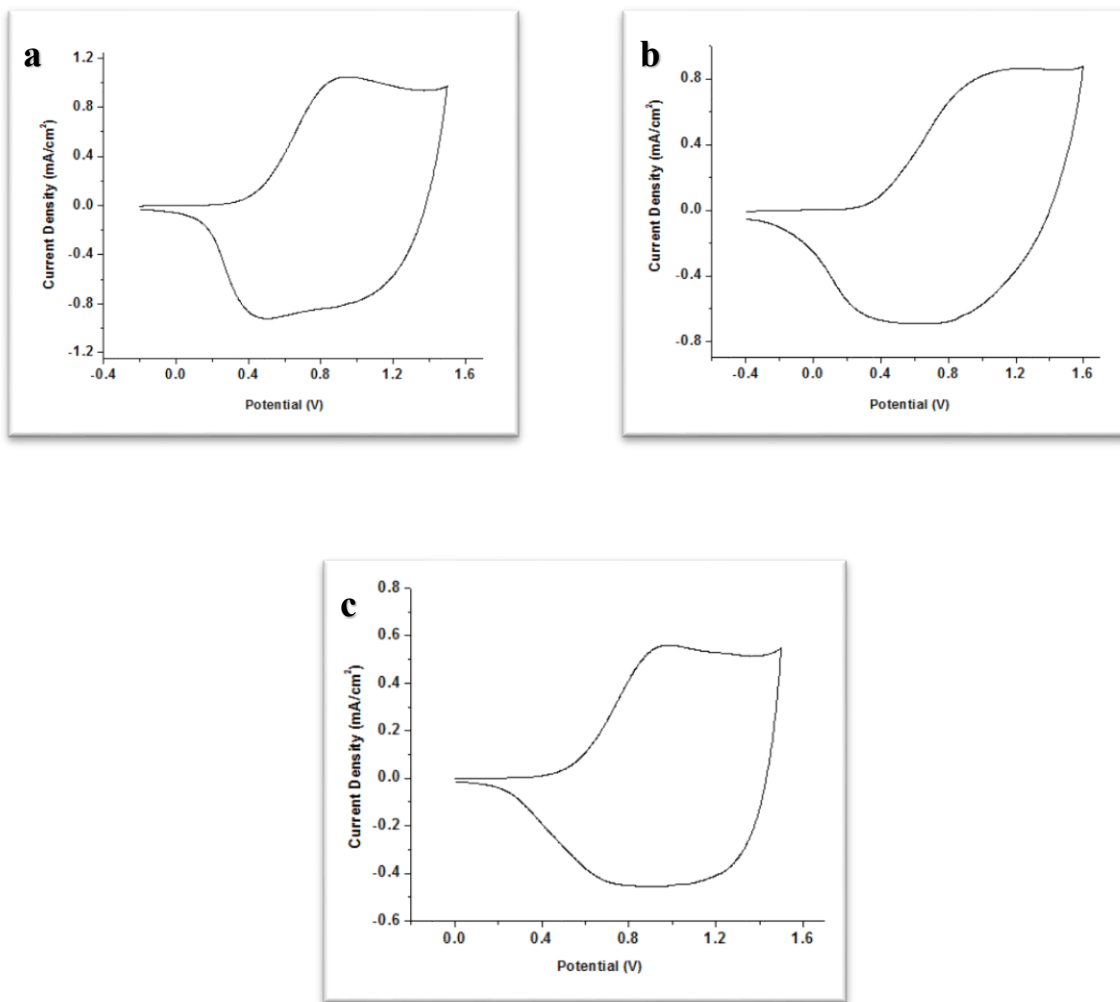 a
1.2
0.8
0.4
0.0
-0.4
-0.8
-1.2
Current Density (mA/cm²)
-0.4 0.0 0.4 0.8 1.2 1.6
Potential (V)
b
0.8
0.4
0.0
-0.4
-0.8
Current Density (mA/cm²)
-0.4 0.0 0.4 0.8 1.2 1.6
Potential (V)
c
0.8
0.6
0.4
0.2
0.0
-0.2
-0.4
-0.6
Current Density (mA/cm²)
0.0 0.4 0.8 1.2 1.6
Potential (V)